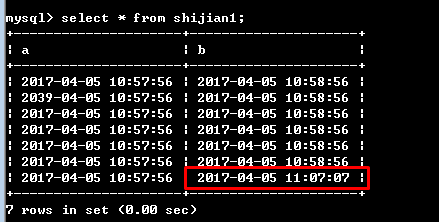 mysql> select * from shijian1;
+---------------------+---------------------+
| a                   | b                   |
+---------------------+---------------------+
| 2017-04-05 10:57:56 | 2017-04-05 10:58:56 |
| 2039-04-05 10:57:56 | 2017-04-05 10:58:56 |
| 2017-04-05 10:57:56 | 2017-04-05 10:58:56 |
| 2017-04-05 10:57:56 | 2017-04-05 10:58:56 |
| 2017-04-05 10:57:56 | 2017-04-05 10:58:56 |
| 2017-04-05 10:57:56 | 2017-04-05 10:58:56 |
| 2017-04-05 10:57:56 | 2017-04-05 11:07:07 |
+---------------------+---------------------+
7 rows in set (0.00 sec)